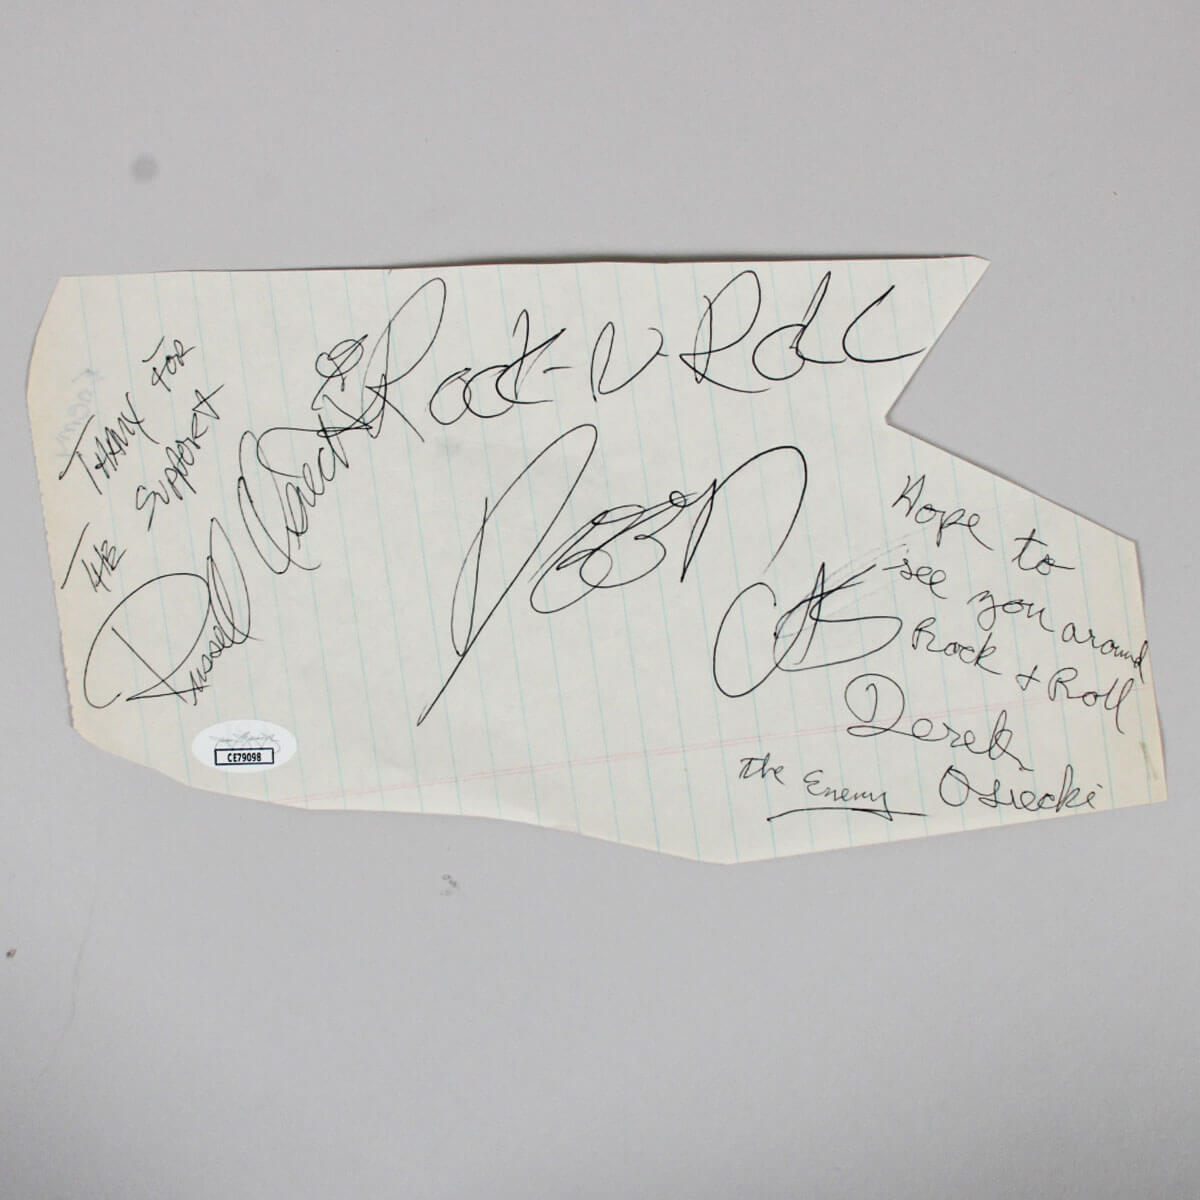 THANX FOR
THE SUPPORT
Russell Osiecki
Rock-N-Roll
CE79098
Hope to
see you around
Rock + Roll
Derek
Osiecki
the Enemy